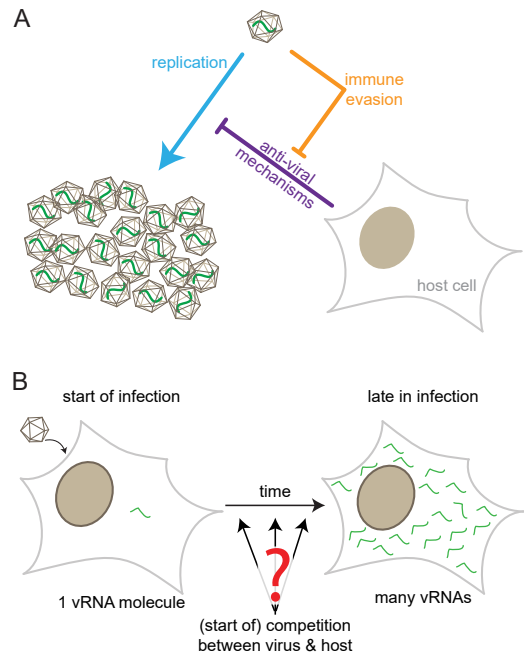 A
replication
immune
evasion
anti-viral
mechanisms
host cell
B
start of infection
late in infection
time
?
1 vRNA molecule
many vRNAs
(start of) competition
between virus & host